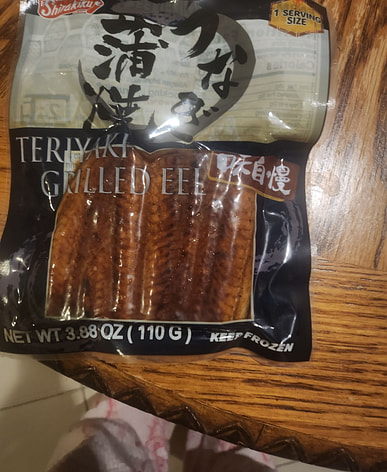 Shirakiku
1 SERVING
SIZE
うなぎ
蒲焼
TERIYAKI
GRILLED EEL
味自慢
NET WT 3.88 OZ ( 110 G )
KEEP FROZEN